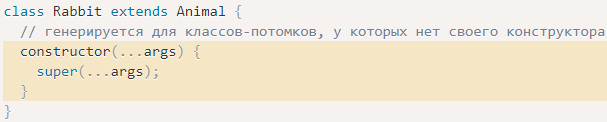 class Rabbit extends Animal {
  // генерируется для классов-потомков, у которых нет своего конструктора
  constructor(...args) {
    super(...args);
  }
}